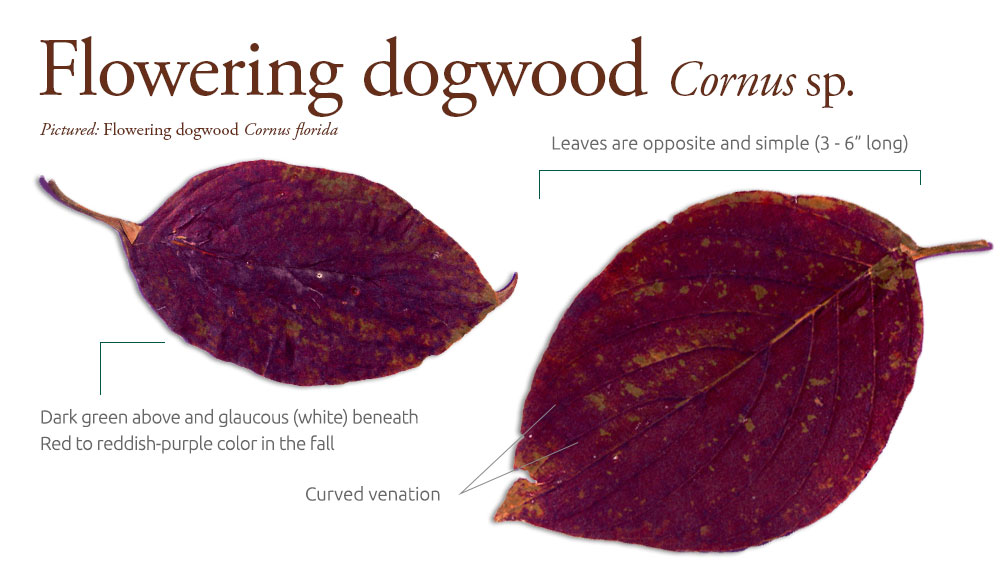 Flowering dogwood Cornus sp.
Pictured: Flowering dogwood Cornus florida
Leaves are opposite and simple (3 - 6” long)
Dark green above and glaucous (white) beneath
Red to reddish-purple color in the fall
Curved venation